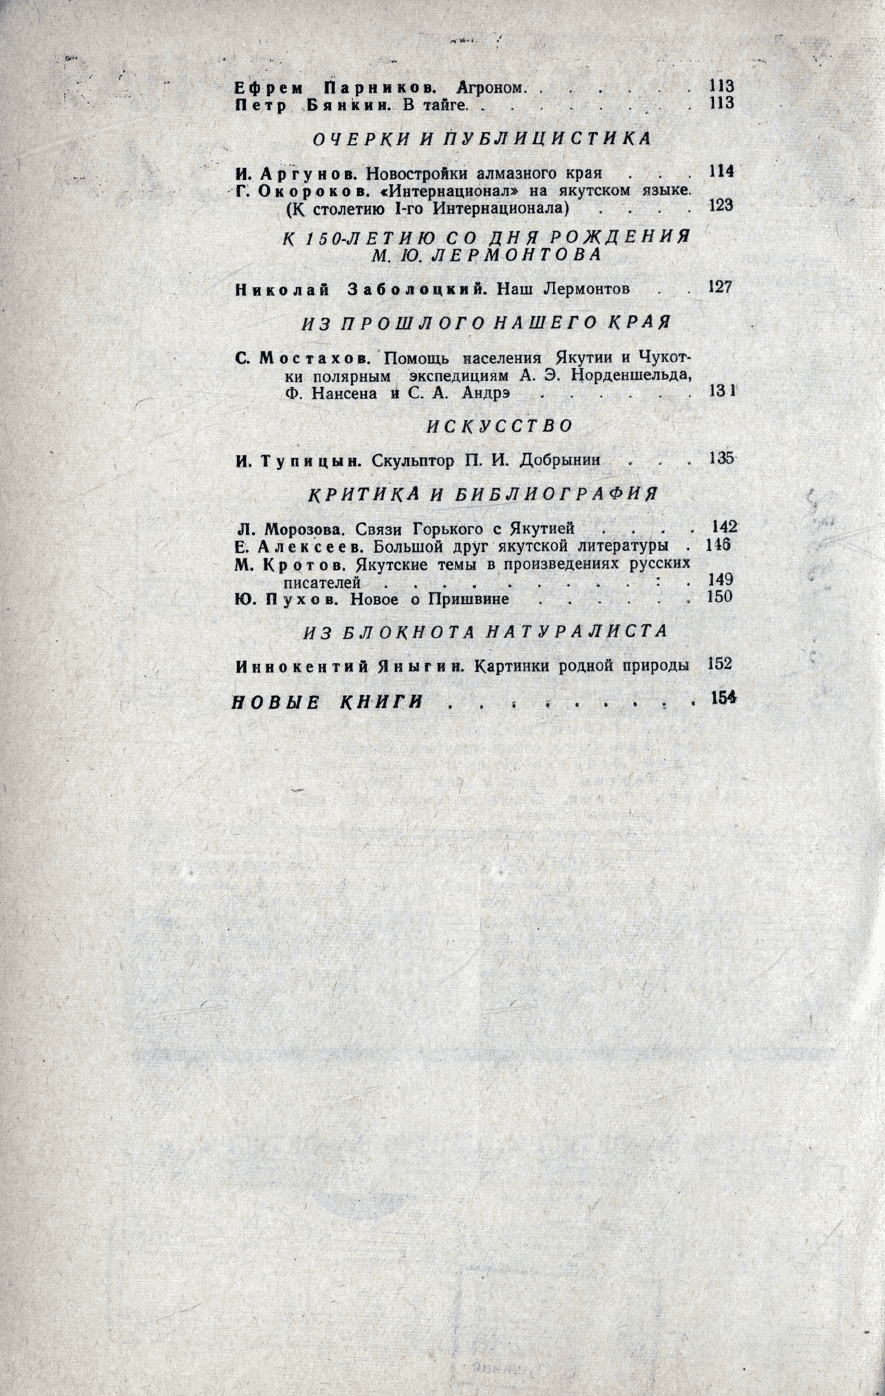 Ефрем Парников. Агроном. . . . . . . 113
Петр Бянкин. В тайге. . . . . . . . 113
ОЧЕРКИ И ПУБЛИЦИСТИКА
И. Аргунов. Новостройки алмазного края . . . 114
Г. Окороков. «Интернационал» на якутском языке.
(К столетию I-го Интернационала) . . . . 123
К 150-ЛЕТИЮ СО ДНЯ РОЖДЕНИЯ
М. Ю. ЛЕРМОНТОВА
Николай Заболоцкий. Наш Лермонтов . . 127
ИЗ ПРОШЛОГО НАШЕГО КРАЯ
С. Мостахов. Помощь населения Якутии и Чукот-
ки полярным экспедициям А. Э. Норденшельда,
Ф. Нансена и С. А. Андрэ . . . . . . 131
ИСКУССТВО
И. Тупицын. Скульптор П. И. Добрынин . . . 135
КРИТИКА И БИБЛИОГРАФИЯ
Л. Морозова. Связи Горького с Якутией . . . . 142
Е. Алексеев. Большой друг якутской литературы . 146
М. Кротов. Якутские темы в произведениях русских
писателей . . . . . . . . . . : . 149
Ю. Пухов. Новое о Пришвине . . . . . . 150
ИЗ БЛОКНОТА НАТУРАЛИСТА
Иннокентий Яныгин. Картинки родной природы 152
НОВЫЕ КНИГИ . . . . . . . . . 154